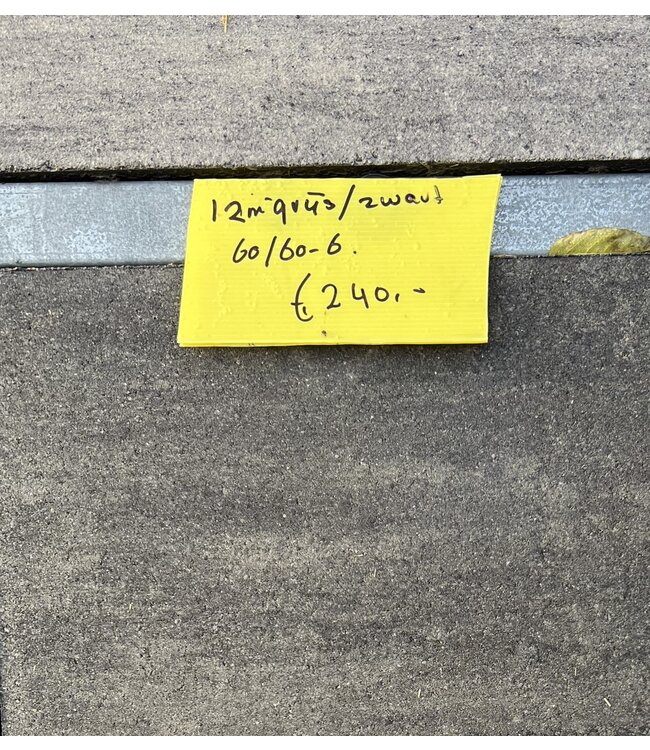 12m² grijs/zwart
60/60-6.
€ 240,-